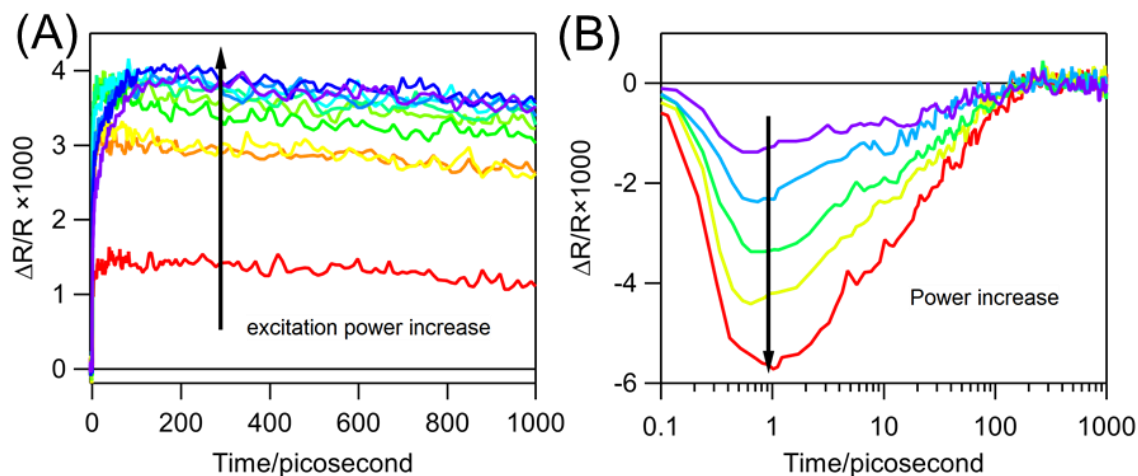 (A)
ΔR/R ×1000
4
3
2
1
0
excitation power increase
0 200 400 600 800 1000
Time/picosecond
(B)
ΔR/R×1000
0
-2
-4
-6
Power increase
0.1 1 10 100 1000
Time/picosecond